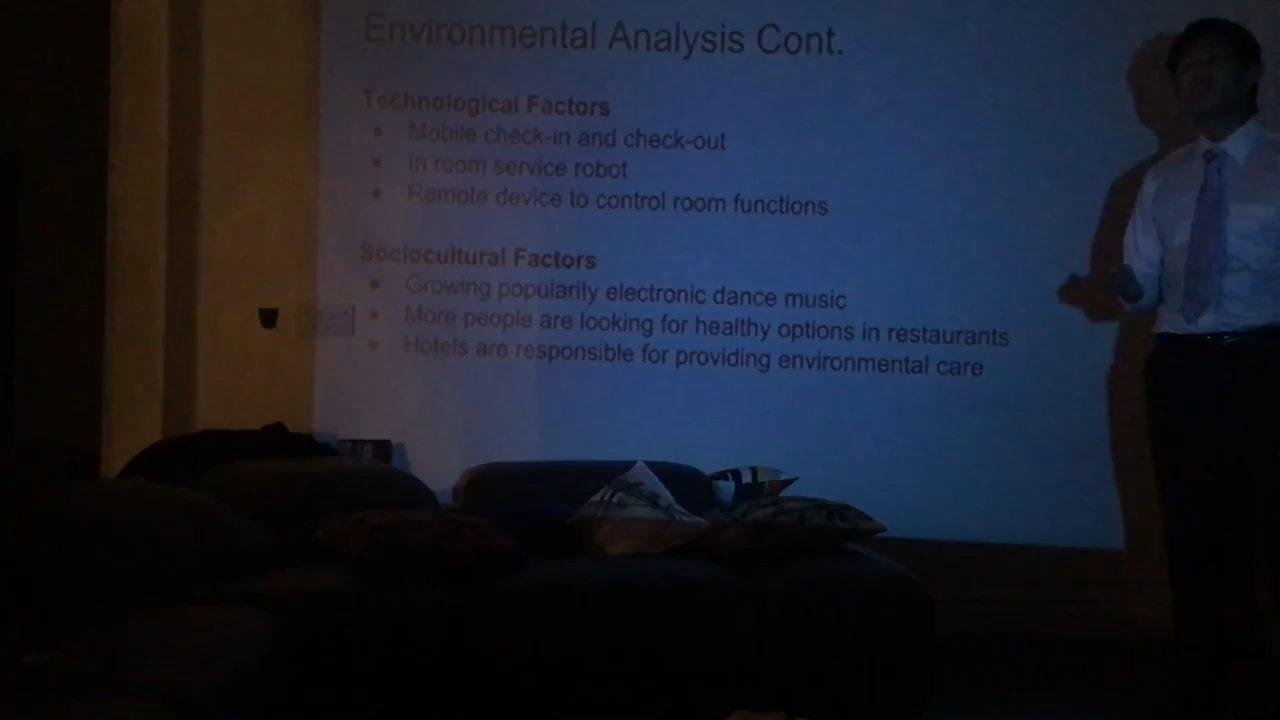 Environmental Analysis Cont.
Technological Factors
Mobile check-in and check-out
In room service robot
Remote device to control room functions
Sociocultural Factors
Growing popularity electronic dance music
More people are looking for healthy options in restaurants
Hotels are responsible for providing environmental care